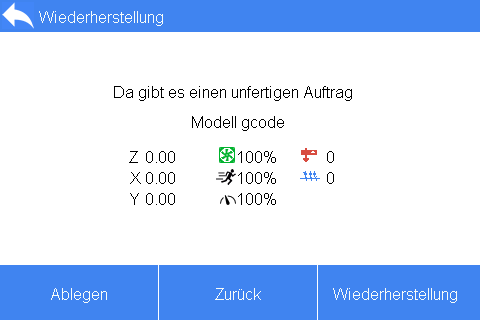 Wiederherstellung
Da gibt es einen unfertigen Auftrag
Modell gcode
Z 0.00 100% 0
X 0.00 100% 0
Y 0.00 100%
Ablegen Zurück Wiederherstellung